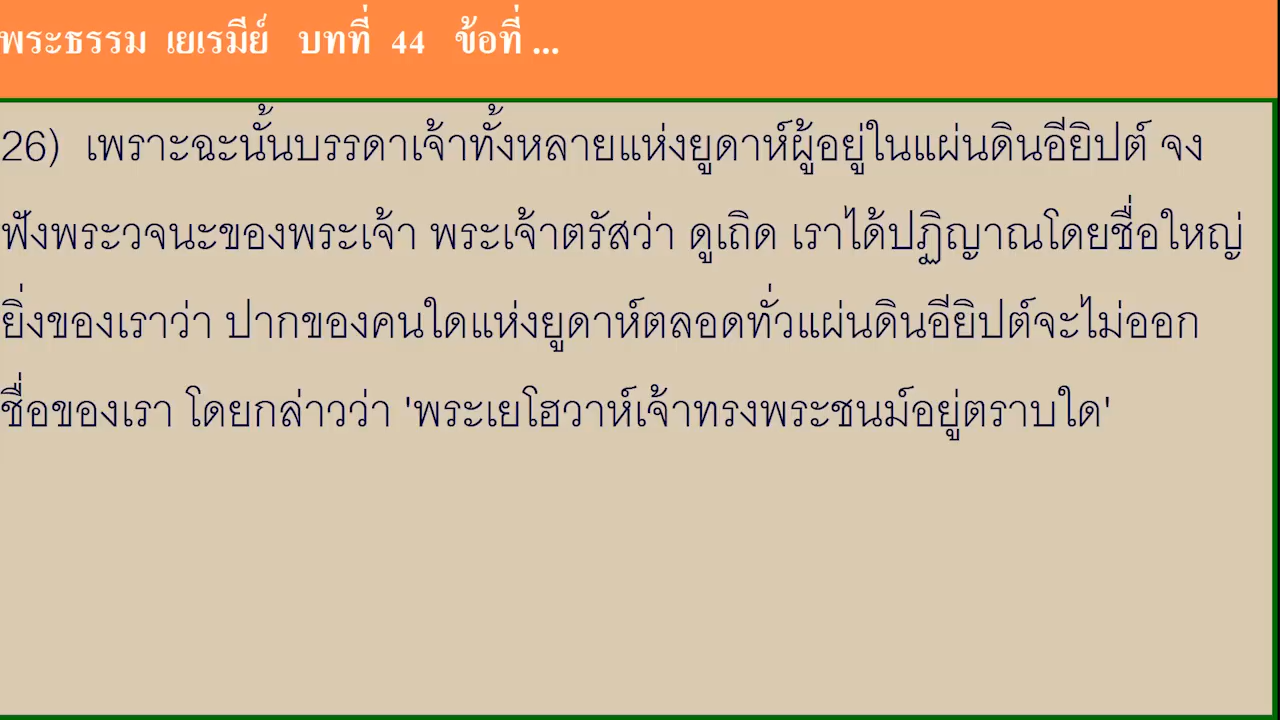 พระธรรม เยเรมีย์ บทที่ 44 ข้อที่ ...
26) เพราะฉะนั้นบรรดาเจ้าทั้งหลายแห่งยูดาห์ผู้อยู่ในแผ่นดินอียิปต์ จง
ฟังพระวจนะของพระเจ้า พระเจ้าตรัสว่า ดูเถิด เราได้ปฏิญาณโดยชื่อใหญ่
ยิ่งของเราว่า ปากของคนใดแห่งยูดาห์ตลอดทั่วแผ่นดินอียิปต์จะไม่ออก
ชื่อของเรา โดยกล่าวว่า 'พระเยโฮวาห์เจ้าทรงพระชนม์อยู่ตราบใด'